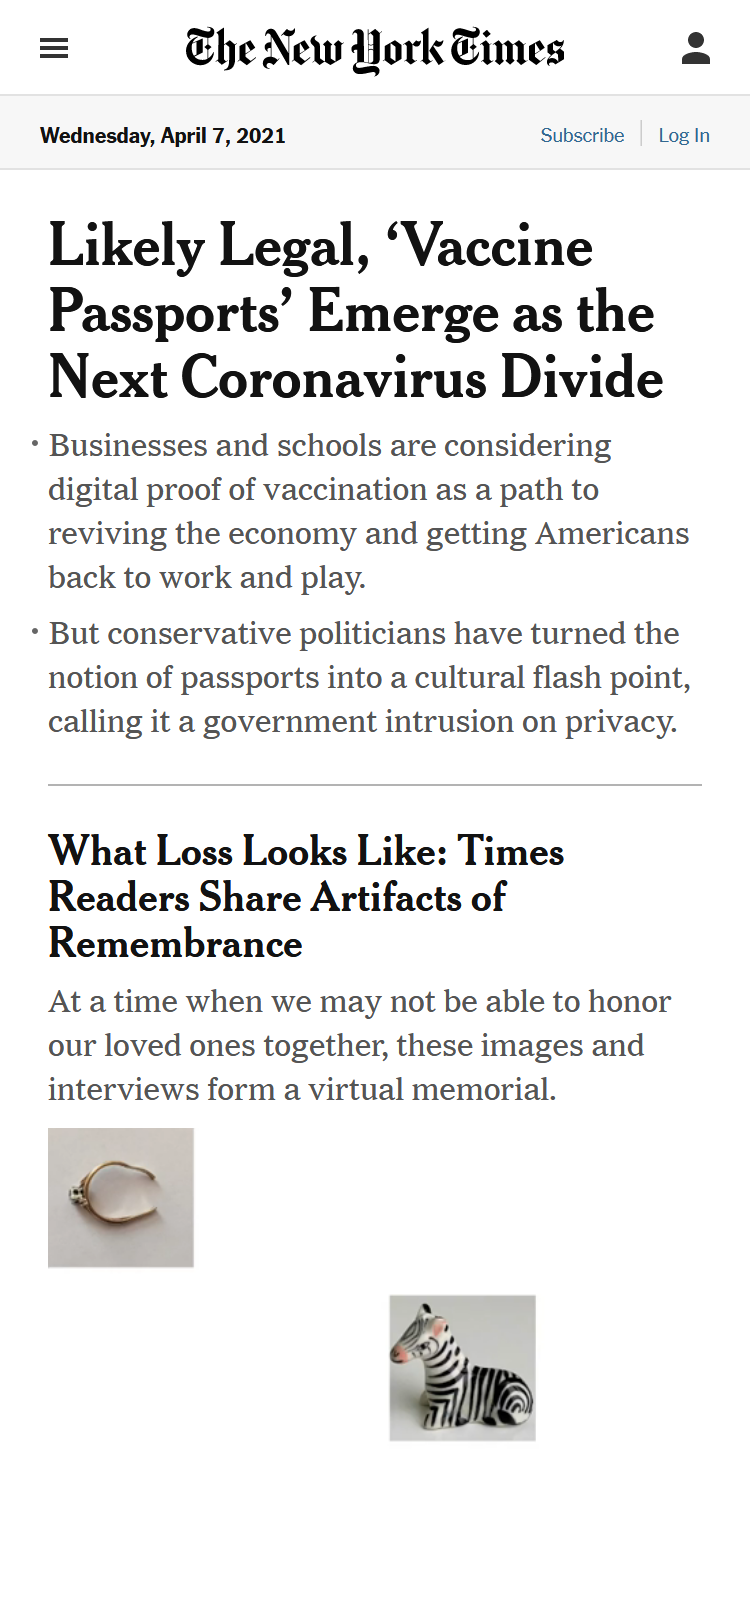 The New York Times
Wednesday, April 7, 2021
Subscribe
Log In
Likely Legal, ‘Vaccine
Passports’ Emerge as the
Next Coronavirus Divide
• Businesses and schools are considering
digital proof of vaccination as a path to
reviving the economy and getting Americans
back to work and play.
• But conservative politicians have turned the
notion of passports into a cultural flash point,
calling it a government intrusion on privacy.
What Loss Looks Like: Times
Readers Share Artifacts of
Remembrance
At a time when we may not be able to honor
our loved ones together, these images and
interviews form a virtual memorial.